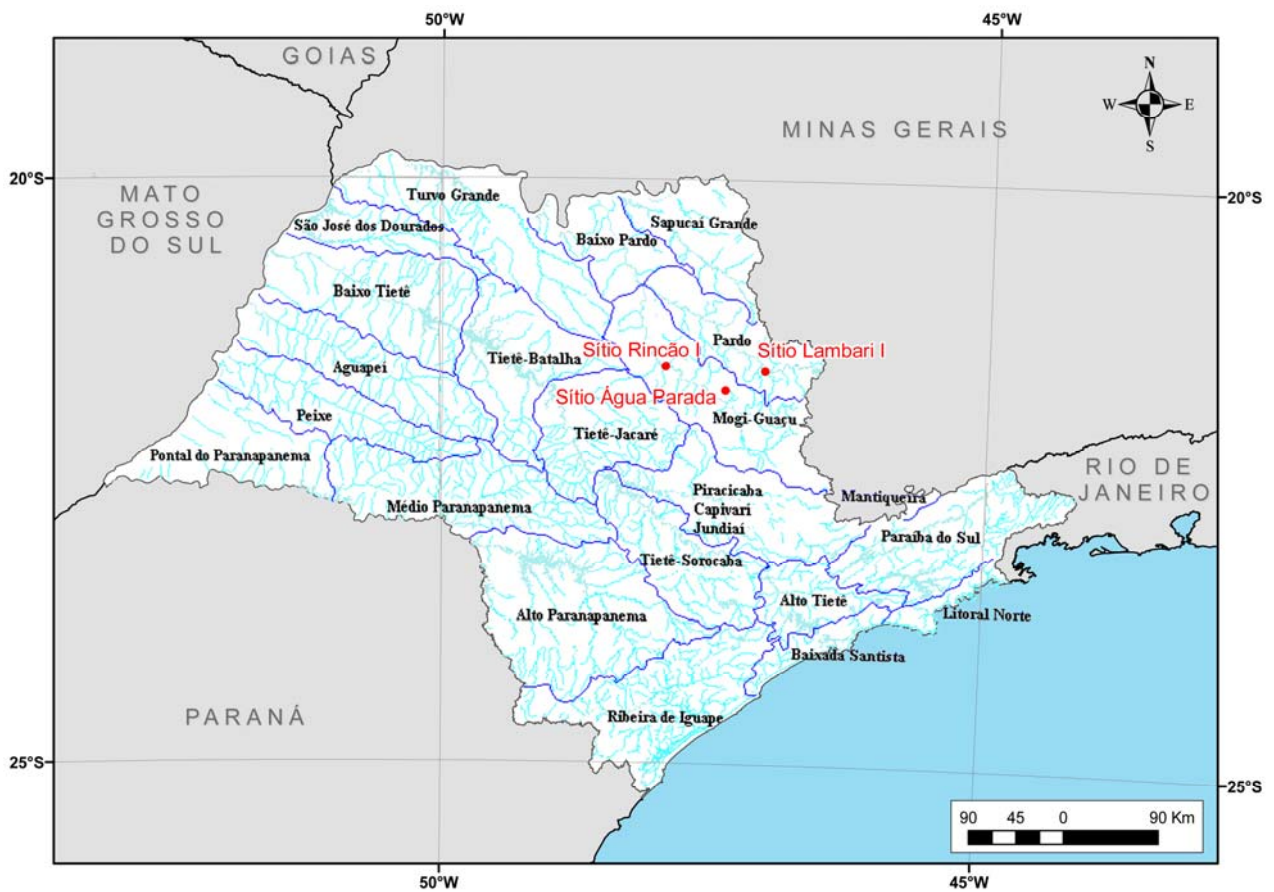 50°W
45°W
GOIAS
N
W E
S
MINAS GERAIS
20°S
20°S
MATO
GROSSO
DO SUL
Turvo Grande
São José dos Dourados
Sapucaí Grande
Baixo Pardo
Baixo Tietê
Pardo
Sítio Rincão I
Sítio Lambari I
Tietê-Batalha
Aguapeí
Sítio Água Parada
Peixe
Mogi-Guaçu
Tietê-Jacaré
Pontal do Paranapanema
RIO DE
JANEIRO
Piracicaba
Capivari
Jundiaí
Mantiqueira
Médio Paranapanema
Paraíba do Sul
Tietê-Sorocaba
Alto Tietê
Alto Paranapanema
Litoral Norte
Baixada Santista
PARANÁ
Ribeira de Iguape
25°S
25°S
90 45 0 90 Km
50°W
45°W